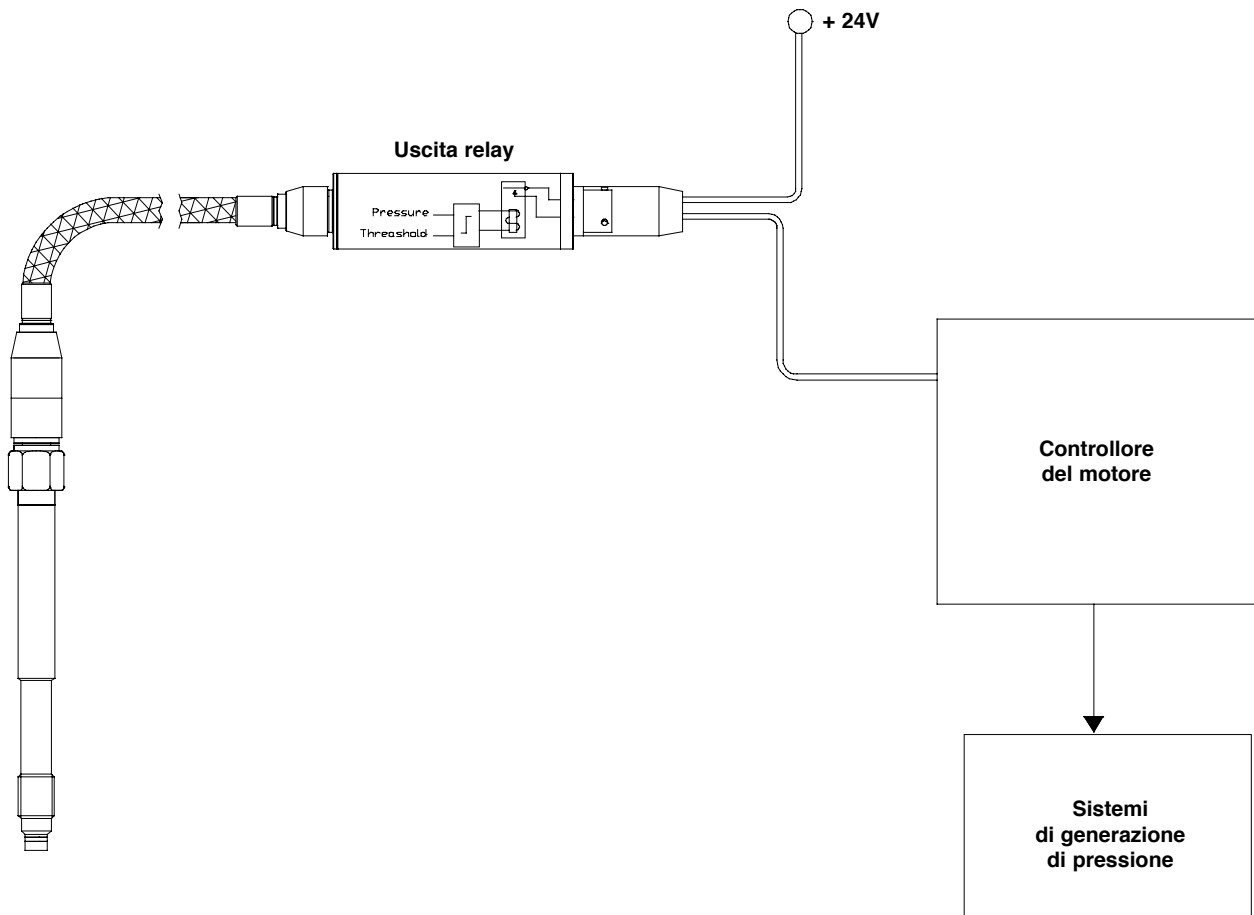 + 24V
Uscita relay
Pressure
Threashold
Controllore
del motore
Sistemi
di generazione
di pressione